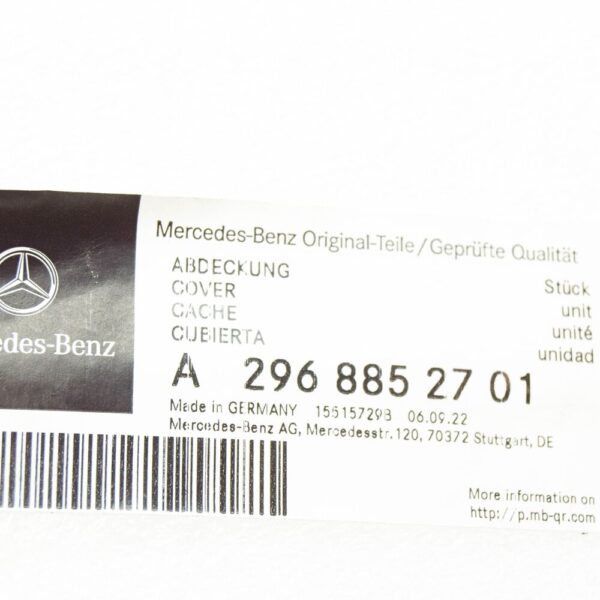 Mercedes-Benz Original-Teile/Geprüfte Qualität
ABDECKUNG
COVER Stück
CACHE unit
CUBIERTA unité
unidad
edes-Benz
A 296 885 27 01
Made in GERMANY 15515729B 06.09.22
Mercedes-Benz AG, Mercedesstr.120, 70372 Stuttgart, DE
More information on
http://p.mb-qr.com